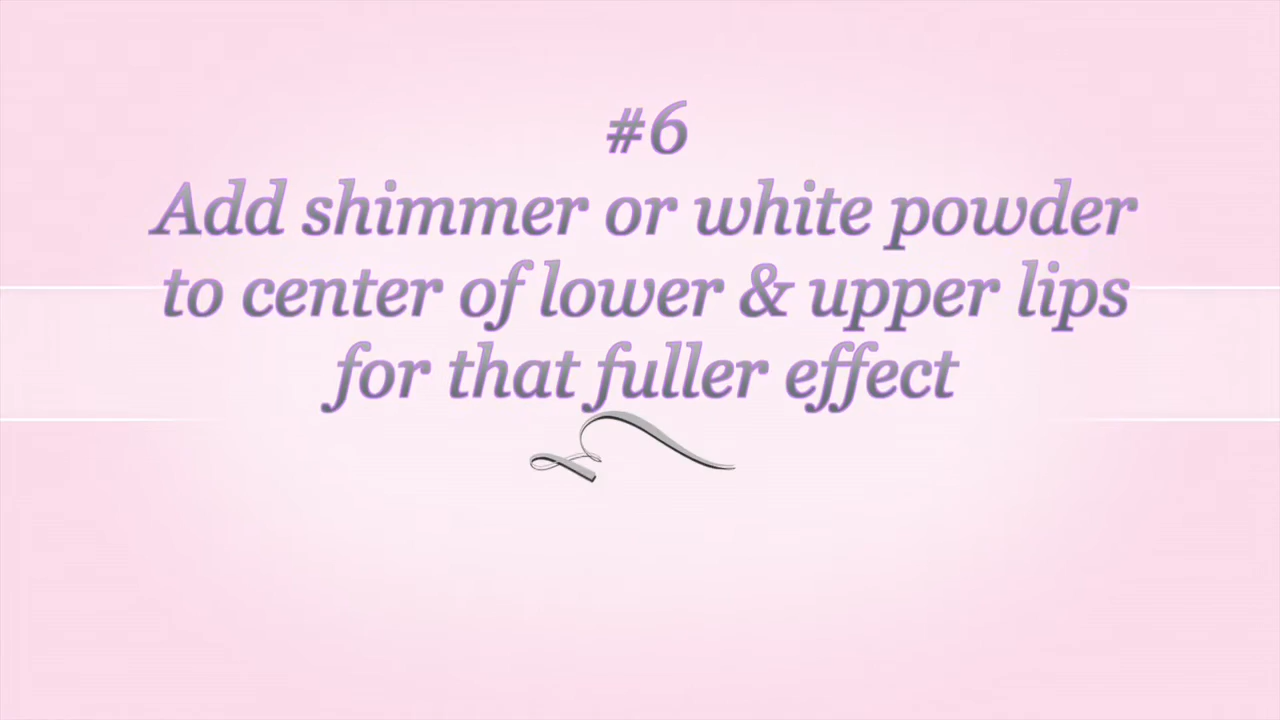 #6
Add shimmer or white powder
to center of lower & upper lips
for that fuller effect